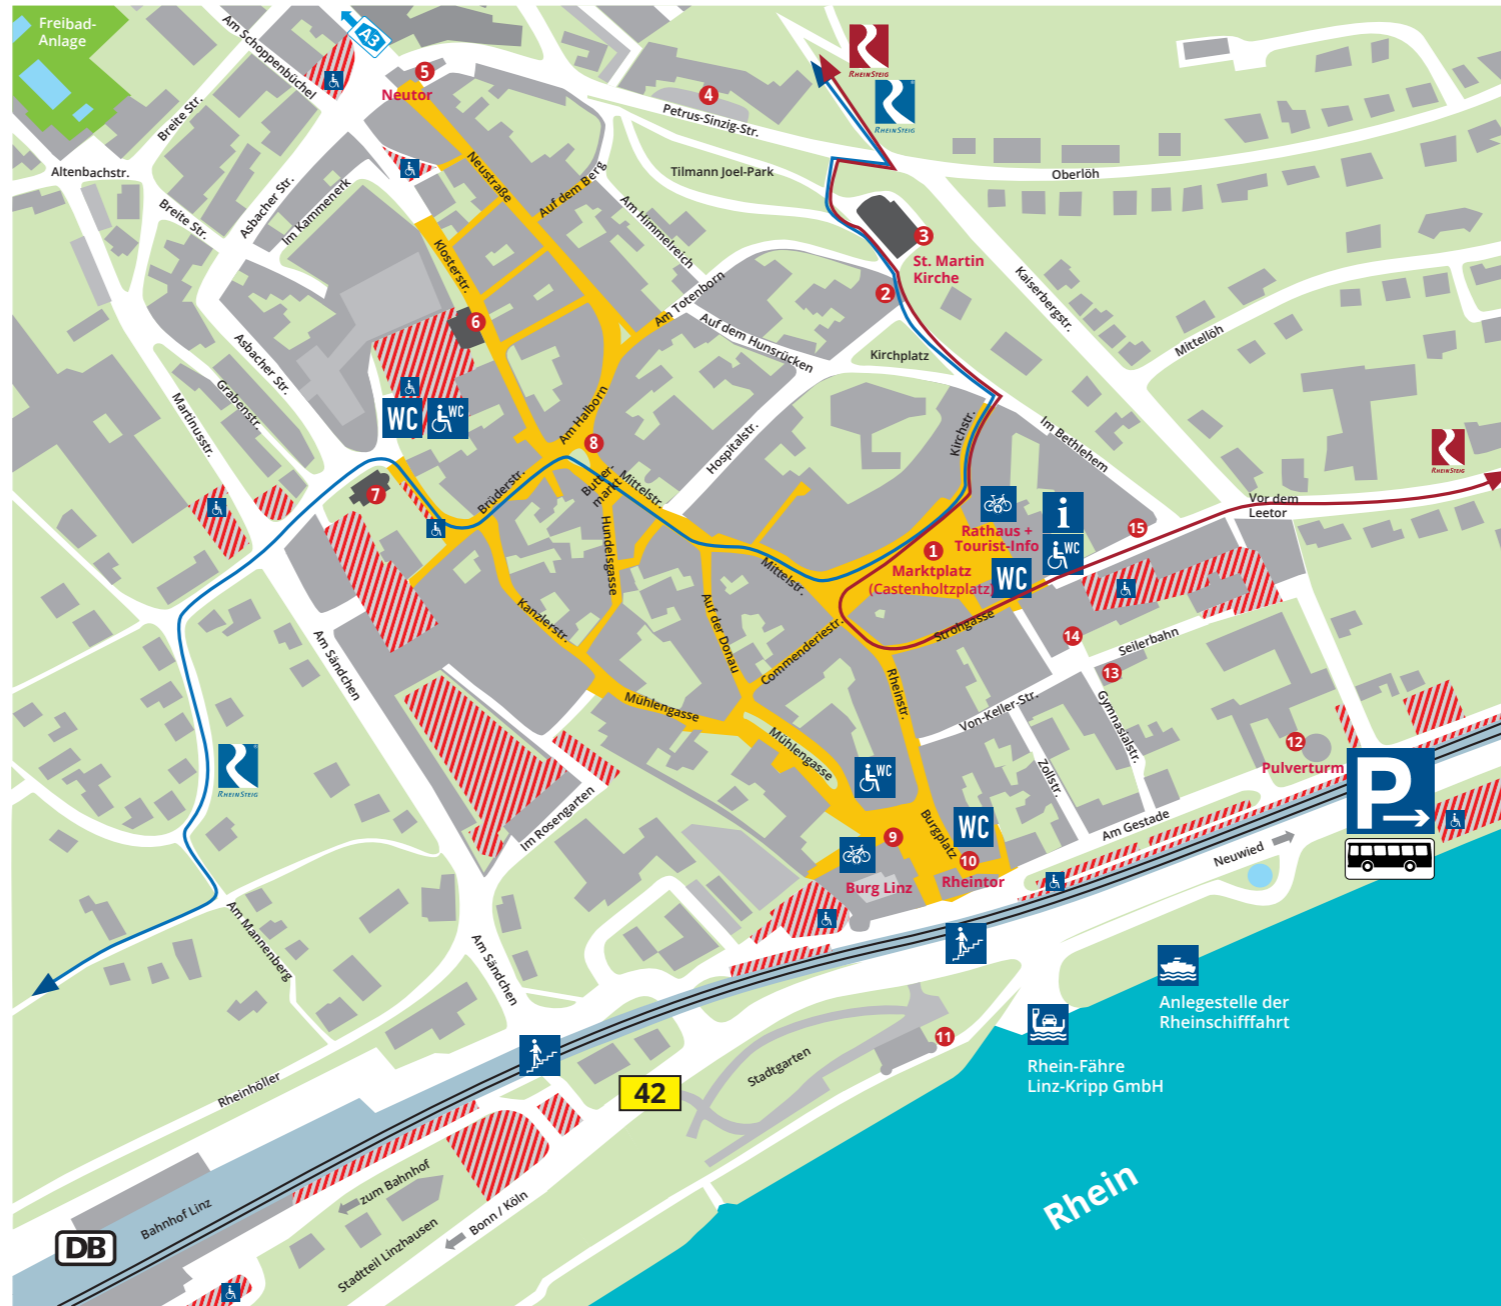 Freibad-
Anlage
Am Schoppenbüchel
A3
5
Neutor
4
Petrus-Sinzig-Str.
RHEINSTEIG
RHEINSTEIG
Breite Str.
Altenbachstr.
Breite Str.
Asbacher Str.
Im Kammenerk
Neustraße
Auf dem Berg
Am Himmelreich
Tilmann Joel-Park
Oberlöh
3
St. Martin
Kirche
2
Klosterstr.
Am Totenborn
Auf dem Hunsrücken
Kirchplatz
Kaiserbergstr.
Mittellöh
6
Asbacher Str.
Grabenstr.
Martinusstr.
WC
WC
Am Halborn
8
Hospitalstr.
Kirchstr.
Im Bethlehem
RHEINSTEIG
7
Brüderstr.
Butter-
markt
Mittelstr.
Hundelsgasse
Vor dem
Leetor
i
15
Rathaus +
Tourist-Info
WC
1
Marktplatz
(Castenholtzplatz)
WC
Mittelstr.
Kanzlerstr.
Auf der Donau
Commenderiestr.
Strohgasse
14
Seilerbahn
13
Am Sändchen
Mühlengasse
Rheinstr.
Von-Keller-Str.
Gymnasialstr.
Mühlengasse
12
Pulverturm
P
RHEINSTEIG
WC
Zollstr.
Im Rosengarten
WC
Burgplatz
Am Gestade
Neuwied
9
10
Rheintor
Burg Linz
Am Mannenberg
Am Sändchen
Anlegestelle der
Rheinschifffahrt
11
Rhein-Fähre
Linz-Kripp GmbH
Stadtgarten
42
Rheinhöller
zum Bahnhof
Bonn / Köln
Rhein
Bahnhof Linz
Stadtteil Linzhausen
DB